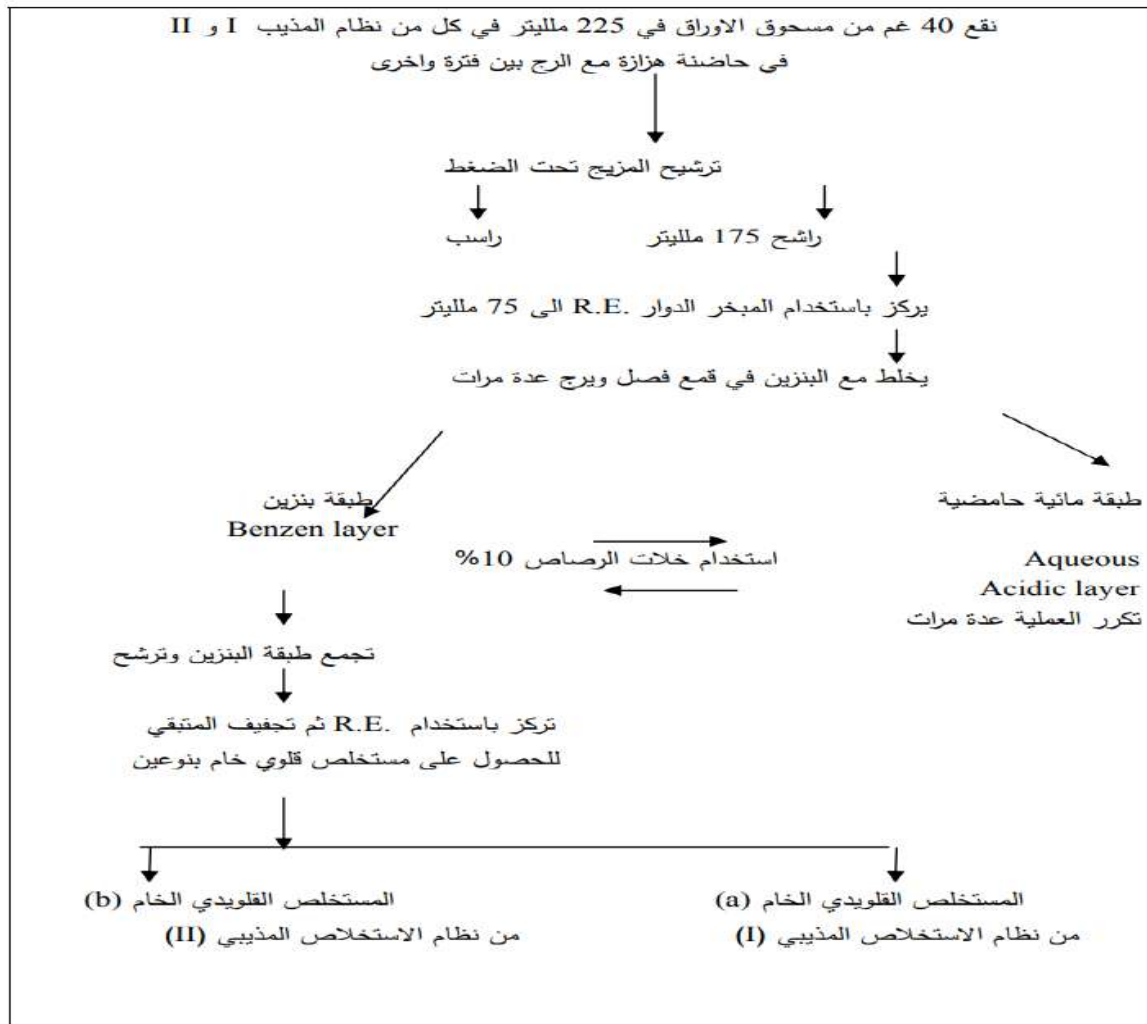 نقع 40 غم من مسحوق الاوراق في 225 ملليتر في كل من نظام المذيب I و II
في حاضنة هزازة مع الرج بين فترة واخرى
ترشيح المزيج تحت الضغط
راشح 175 ملليتر
راسب
يركز باستخدام المبخر الدوار R.E. الى 75 ملليتر
يخلط مع البنزين في قمع فصل ويرج عدة مرات
طبقة مائية حامضية
Aqueous
Acidic layer
تكرر العملية عدة مرات
استخدام خلات الرصاص 10%
طبقة بنزين
Benzen layer
تجمع طبقة البنزين وترشح
تركز باستخدام R.E. ثم تجفيف المتبقي
للحصول على مستخلص قلوي خام بنوعين
المستخلص القلويدي الخام (a)
من نظام الاستخلاص المذيبي (I)
المستخلص القلويدي الخام (b)
من نظام الاستخلاص المذيبي (II)